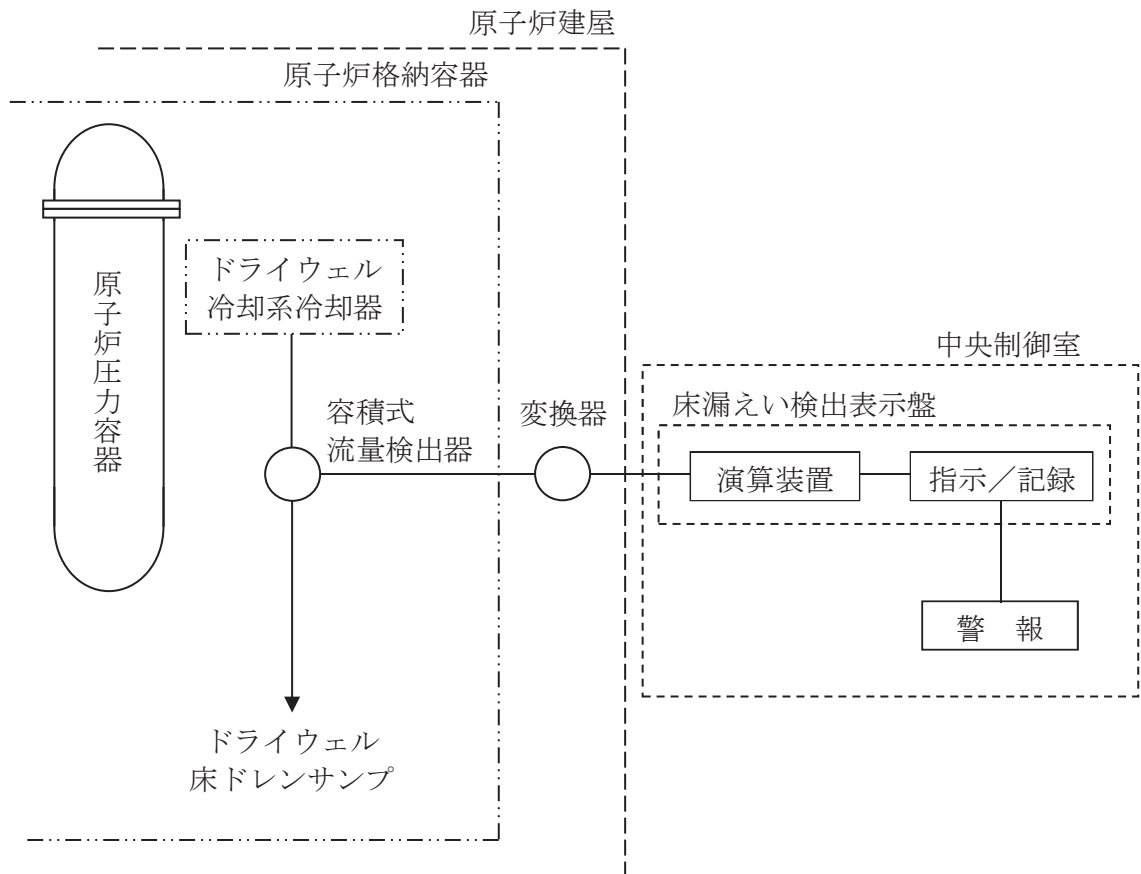 原子炉建屋
原子炉格納容器
原子炉圧力容器
ドライウェル
冷却系冷却器
容積式
流量検出器
変換器
中央制御室
床漏えい検出表示盤
演算装置
指示／記録
警　報
ドライウェル
床ドレンサンプ